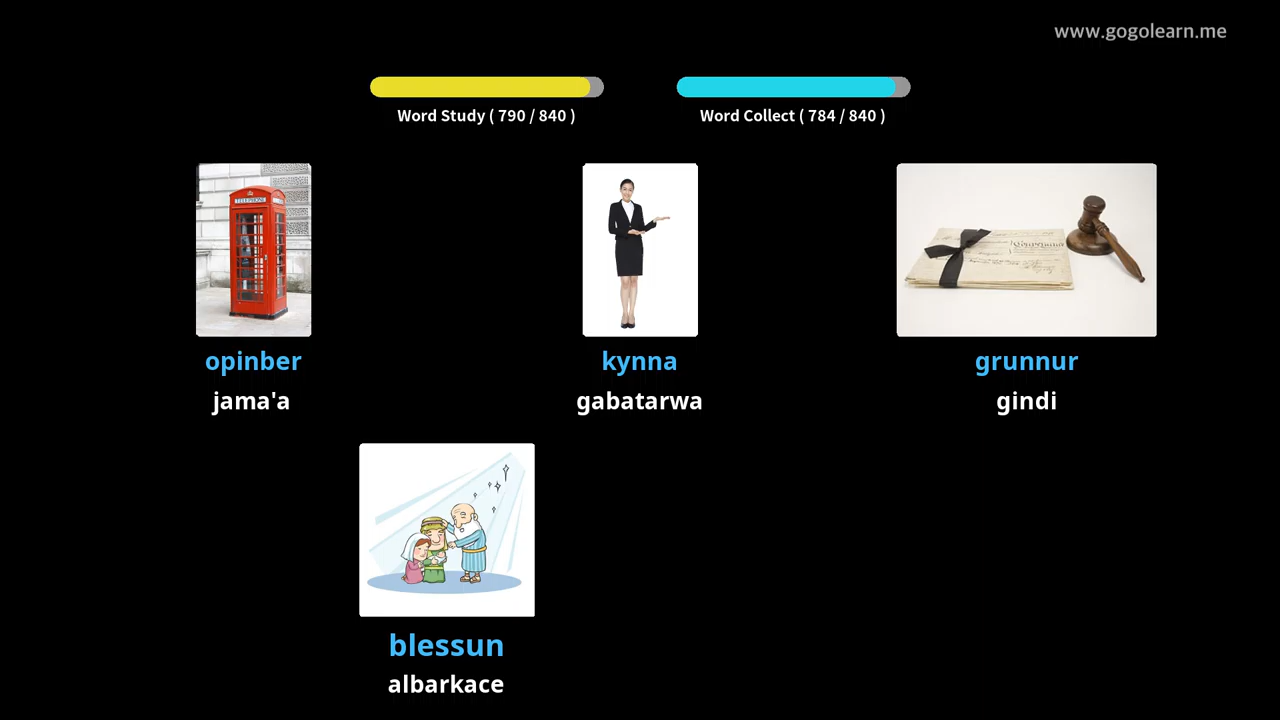 www.gogolearn.me
Word Study ( 790 / 840 )
Word Collect ( 784 / 840 )
TELEPHONE
opinber
kynna
grunnur
jama'a
gabatarwa
gindi
blessun
albarkace